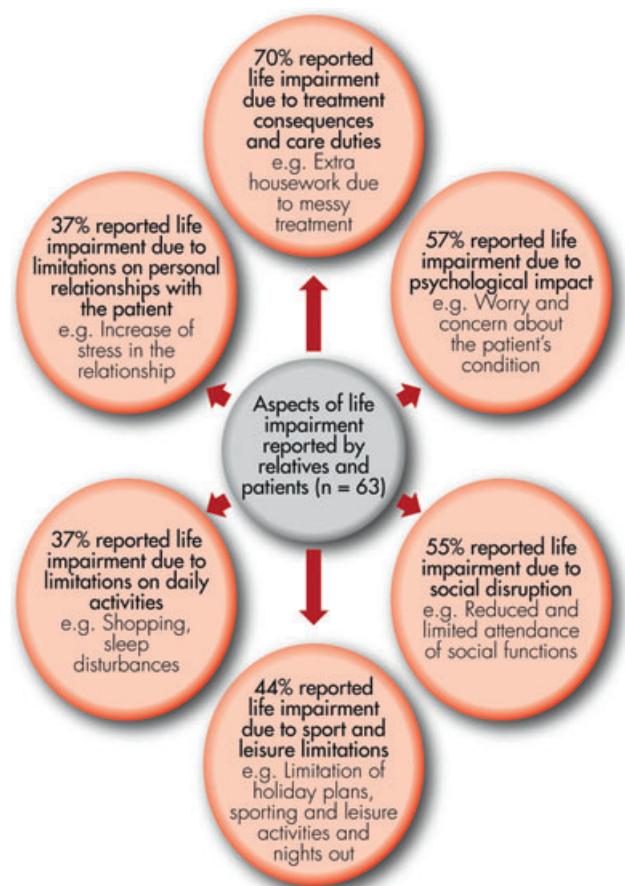 70% reported
life impairment
due to treatment
consequences
and care duties
e.g. Extra
housework due
to messy
treatment
37% reported life
impairment due to
limitations on personal
relationships with
the patient
e.g. Increase of
stress in the
relationship
57% reported life
impairment due to
psychological impact
e.g. Worry and
concern about
the patient's
condition
Aspects of life
impairment
reported by
relatives and
patients (n = 63)
37% reported life
impairment due to
limitations on daily
activities
e.g. Shopping,
sleep
disturbances
55% reported life
impairment due to
social disruption
e.g. Reduced and
limited attendance
of social functions
44% reported
life impairment
due to sport and
leisure limitations
e.g. Limitation of
holiday plans,
sporting and leisure
activities and
nights out